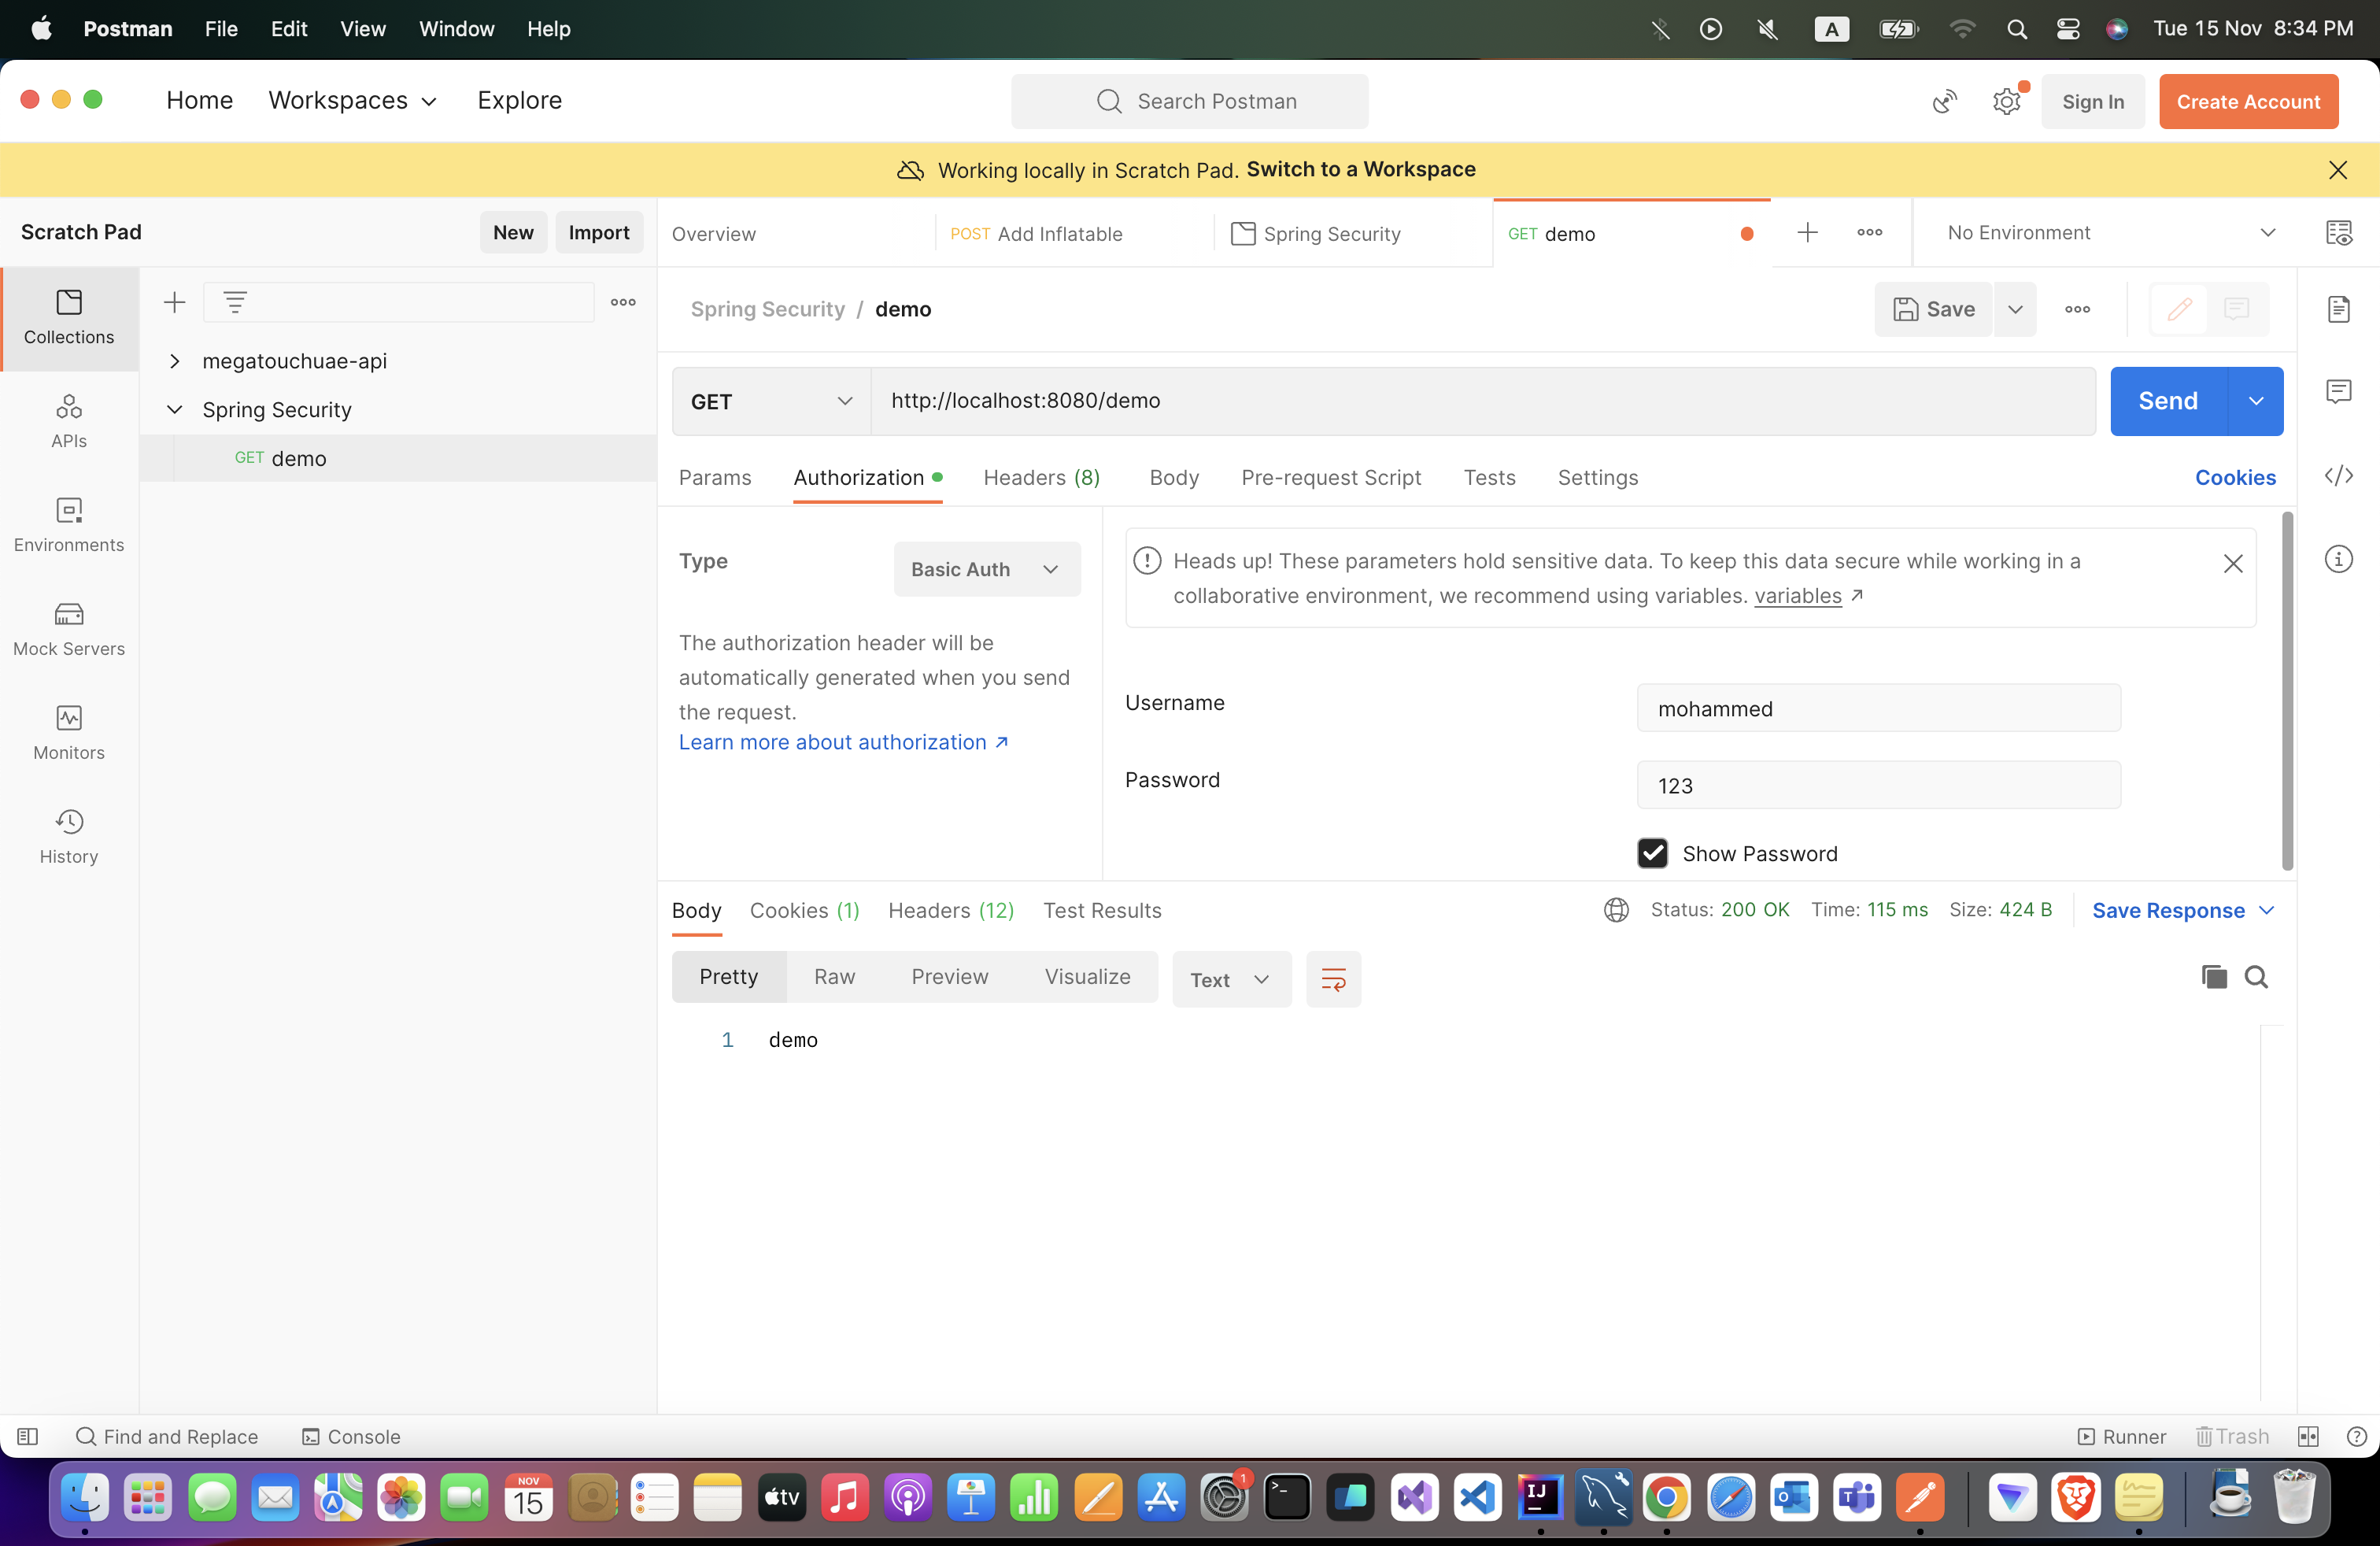 Postman File Edit View Window Help A Tue 15 Nov 8:34 PM
Home Workspaces Explore Search Postman Sign In Create Account
Working locally in Scratch Pad. Switch to a Workspace
Scratch Pad New Import
Overview POST Add Inflatable Spring Security GET demo No Environment
Collections
APIs
Environments
Mock Servers
Monitors
History
megatouchuae-api
Spring Security
GET demo
Spring Security / demo Save
GET http://localhost:8080/demo Send
Params Authorization Headers (8) Body Pre-request Script Tests Settings Cookies
Type Basic Auth
The authorization header will be
automatically generated when you send
the request.
Learn more about authorization
Heads up! These parameters hold sensitive data. To keep this data secure while working in a
collaborative environment, we recommend using variables. variables
Username mohammed
Password 123
Show Password
Body Cookies (1) Headers (12) Test Results Status: 200 OK Time: 115 ms Size: 424 B Save Response
Pretty Raw Preview Visualize Text
1 demo
Find and Replace Console Runner Trash
NOV
15
tv
1
IJ